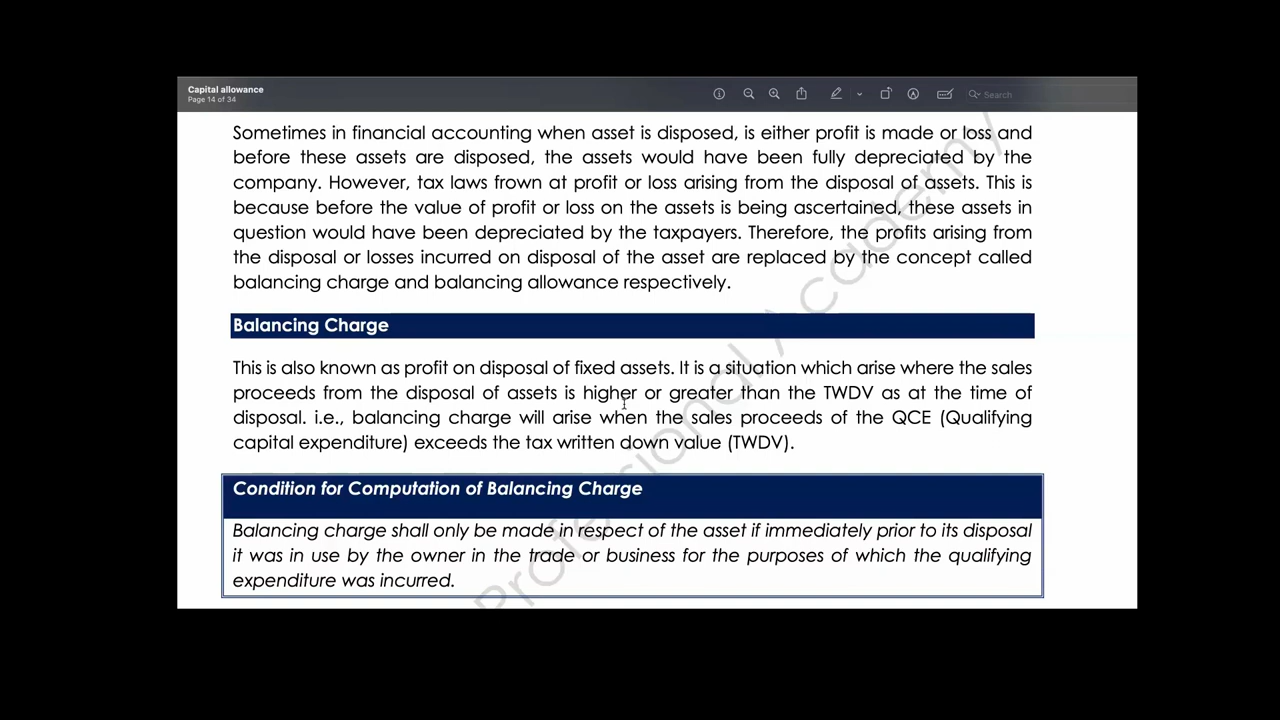 Capital allowance
Page 14 of 34
Search
Sometimes in financial accounting when asset is disposed, is either profit is made or loss and
before these assets are disposed, the assets would have been fully depreciated by the
company. However, tax laws frown at profit or loss arising from the disposal of assets. This is
because before the value of profit or loss on the assets is being ascertained, these assets in
question would have been depreciated by the taxpayers. Therefore, the profits arising from
the disposal or losses incurred on disposal of the asset are replaced by the concept called
balancing charge and balancing allowance respectively.
Balancing Charge
This is also known as profit on disposal of fixed assets. It is a situation which arise where the sales
proceeds from the disposal of assets is higher or greater than the TWDV as at the time of
disposal. i.e., balancing charge will arise when the sales proceeds of the QCE (Qualifying
capital expenditure) exceeds the tax written down value (TWDV).
Condition for Computation of Balancing Charge
Balancing charge shall only be made in respect of the asset if immediately prior to its disposal
it was in use by the owner in the trade or business for the purposes of which the qualifying
expenditure was incurred.
Professional Academy